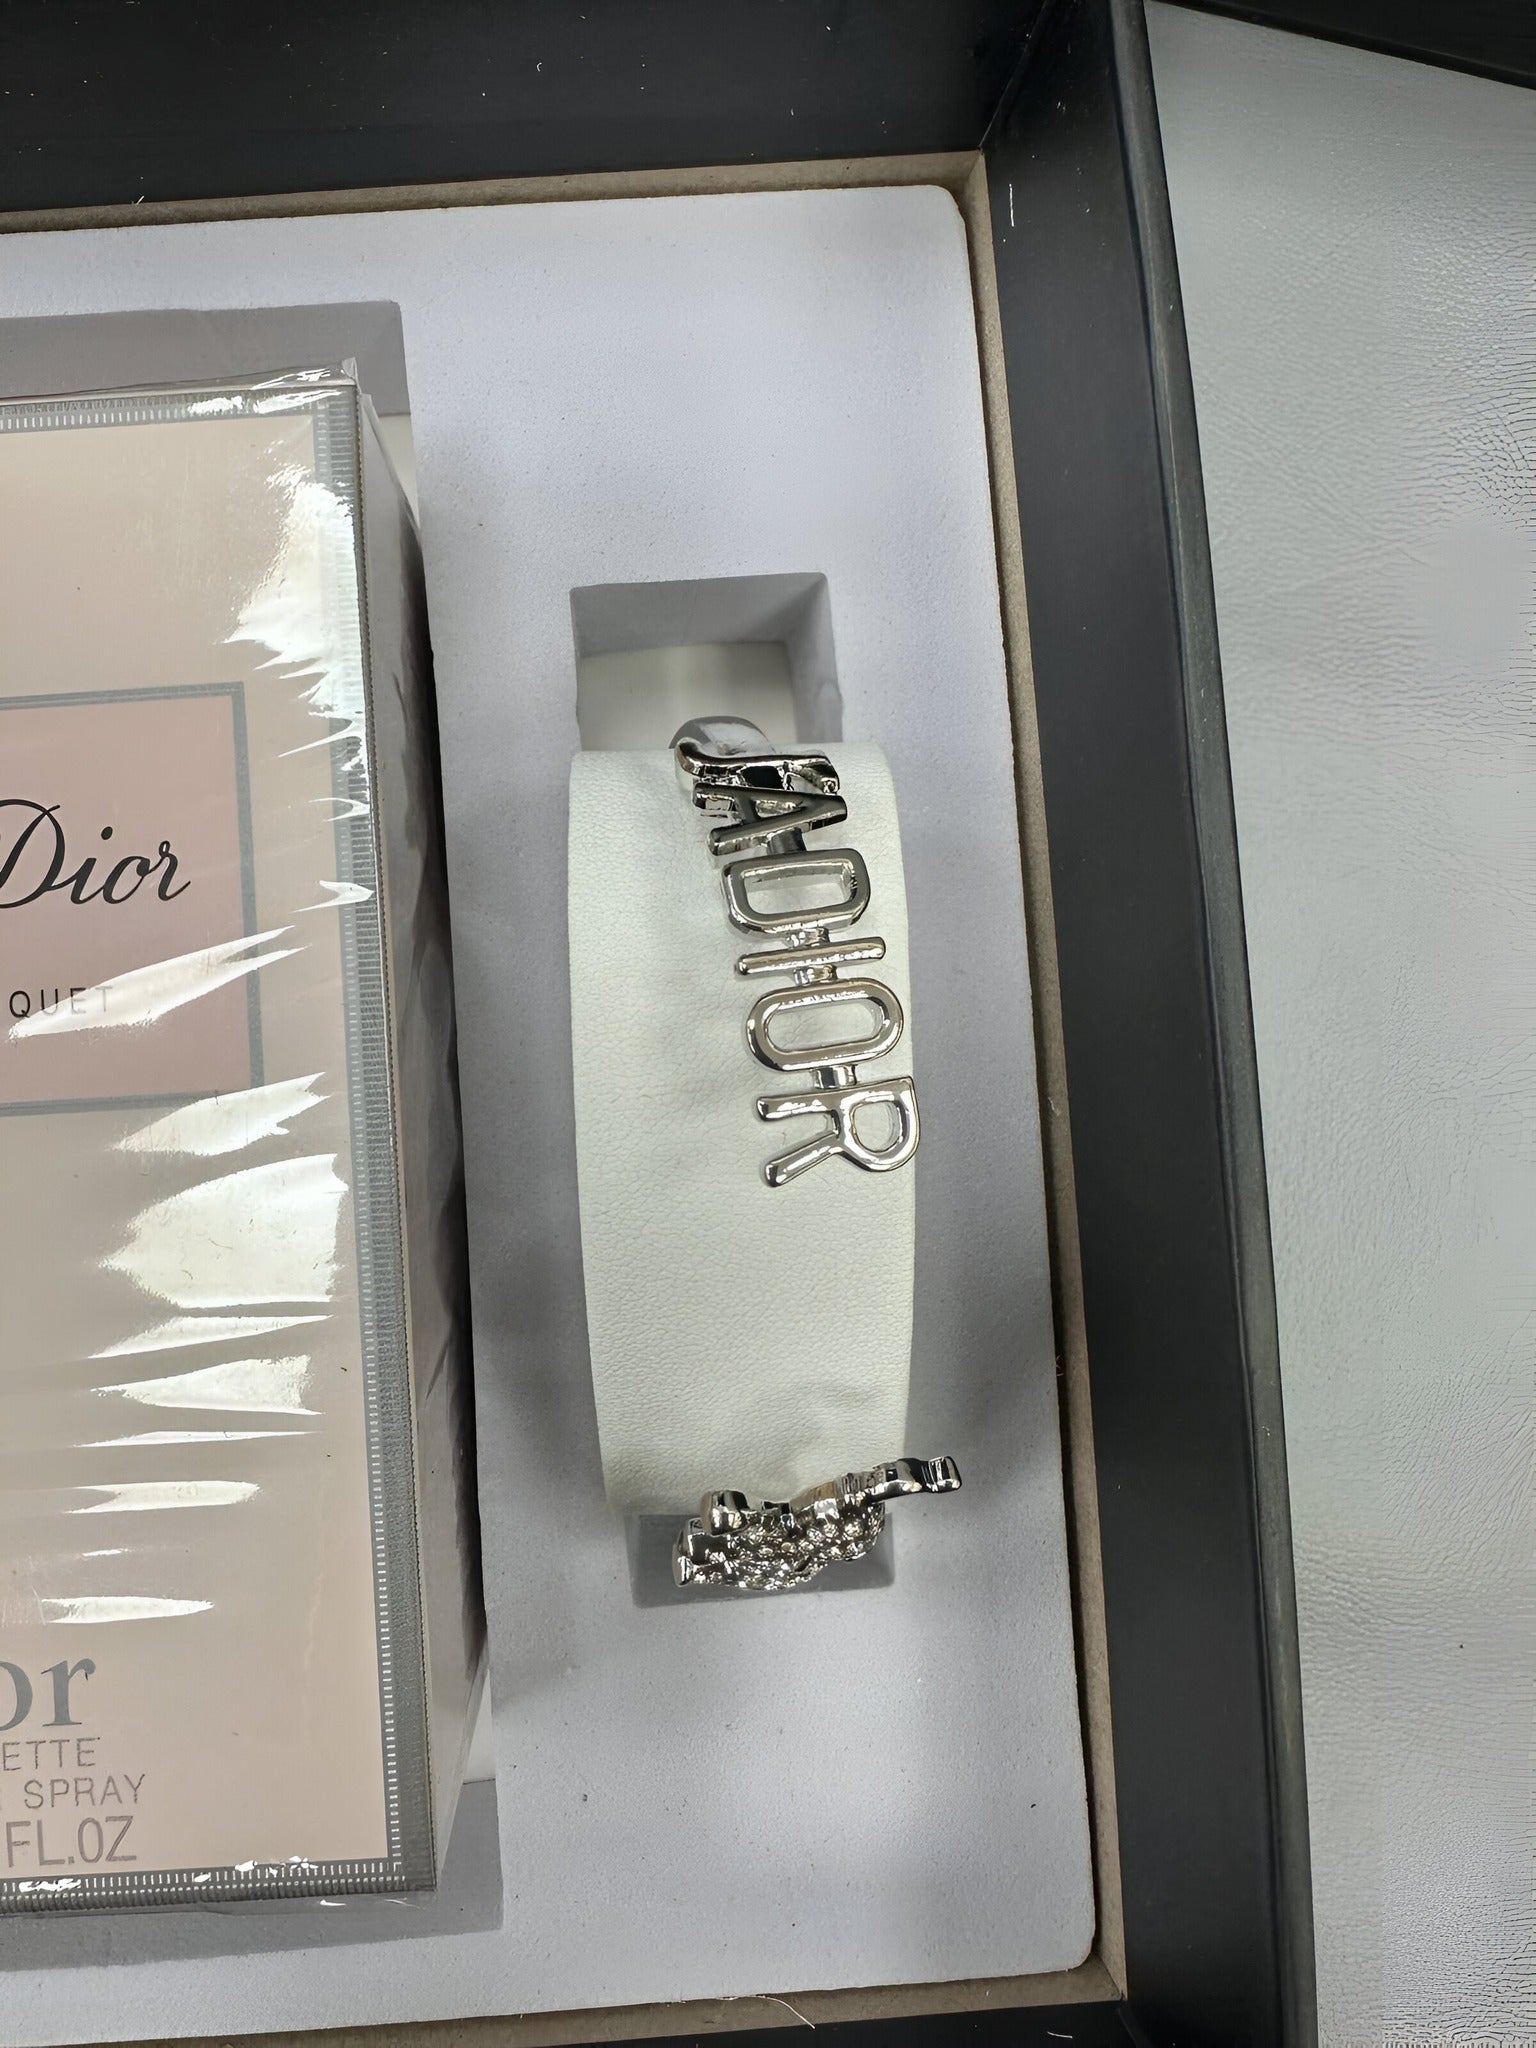 Dior
QUET
or
ETTE
SPRAY
FL.OZ
ADIOR